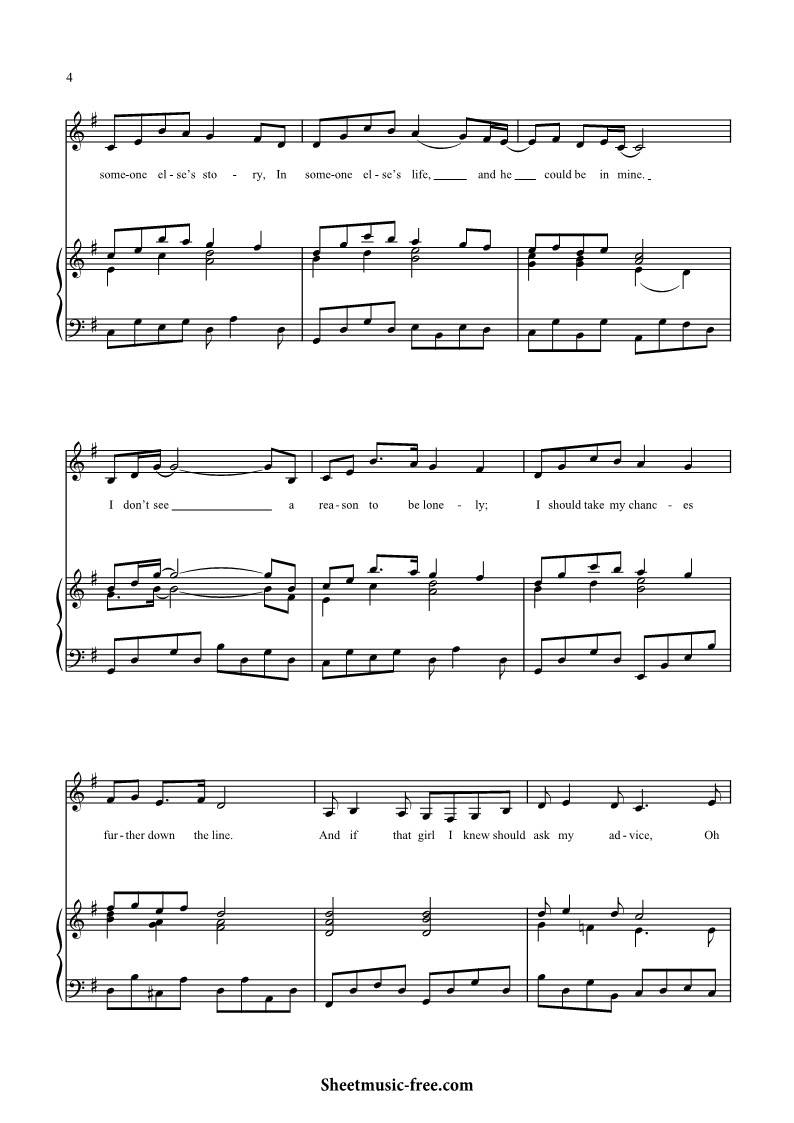 4
some-one el-se's sto - ry, In some-one el-se's life, and he could be in mine.
I don't see a rea-son to be lone - ly; I should take my chanc - es
fur-ther down the line. And if that girl I knew should ask my ad-vice, Oh
Sheetmusic-free.com